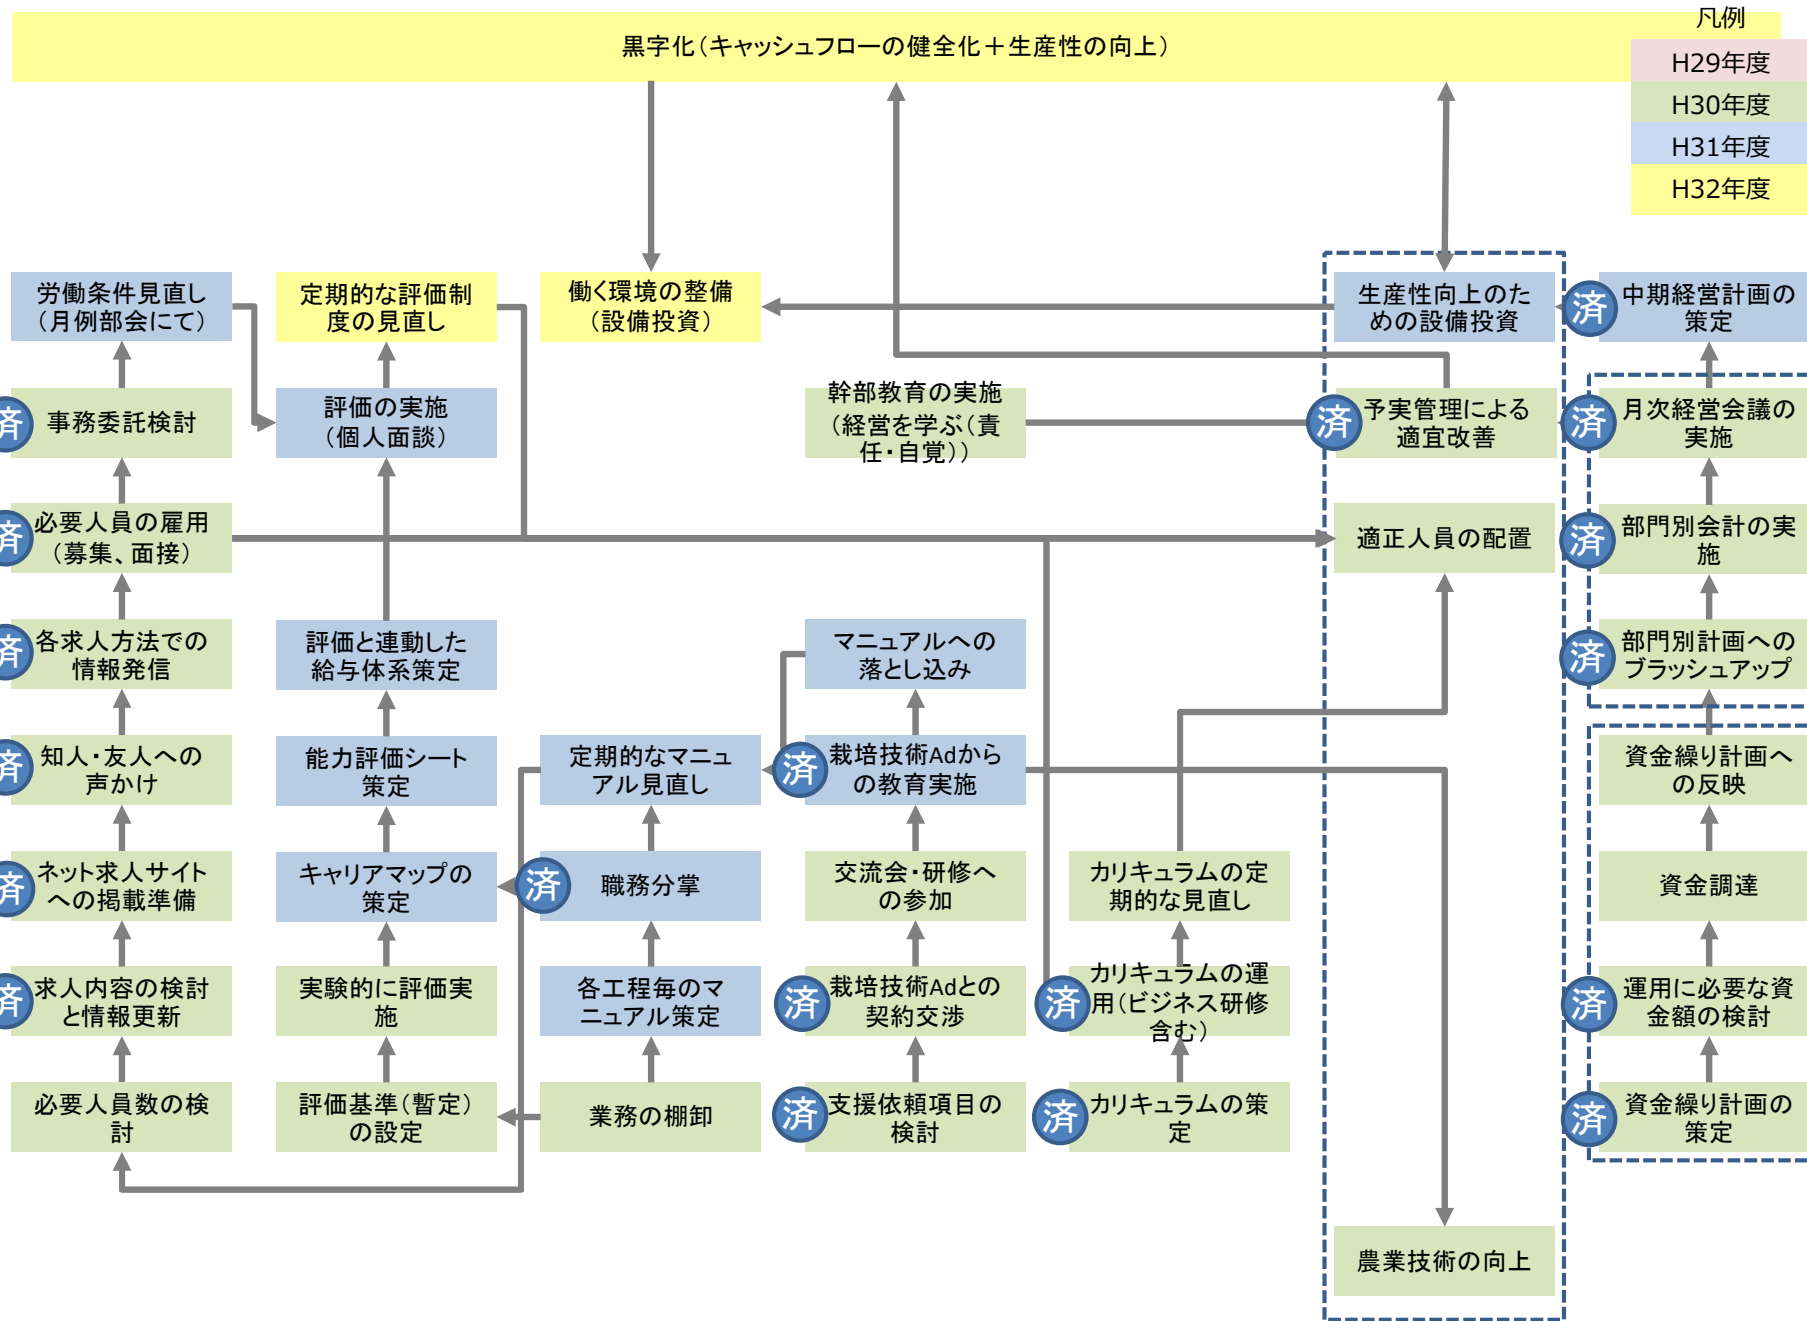 黒字化(キャッシュフローの健全化＋生産性の向上)
凡例
H29年度
H30年度
H31年度
H32年度
労働条件見直し
(月例部会にて)
定期的な評価制
度の見直し
働く環境の整備
(設備投資)
生産性向上のた
めの設備投資
済
中期経営計画の
策定
済
事務委託検討
評価の実施
(個人面談)
幹部教育の実施
(経営を学ぶ(責
任・自覚))
済
予実管理による
適宜改善
済
月次経営会議の
実施
済
必要人員の雇用
(募集、面接)
適正人員の配置
済
部門別会計の実
施
済
各求人方法での
情報発信
評価と連動した
給与体系策定
マニュアルへの
落とし込み
済
部門別計画への
ブラッシュアップ
済
知人・友人への
声かけ
能力評価シート
策定
定期的なマニュ
アル見直し
済
栽培技術Adから
の教育実施
資金繰り計画へ
の反映
済
ネット求人サイト
への掲載準備
キャリアマップの
策定
済
職務分掌
交流会・研修へ
の参加
カリキュラムの定
期的な見直し
資金調達
済
求人内容の検討
と情報更新
実験的に評価実
施
各工程毎のマ
ニュアル策定
済
栽培技術Adとの
契約交渉
済
カリキュラムの運
用(ビジネス研修
含む)
済
運用に必要な資
金額の検討
必要人員数の検
討
評価基準(暫定)
の設定
業務の棚卸
済
支援依頼項目の
検討
済
カリキュラムの策
定
済
資金繰り計画の
策定
農業技術の向上